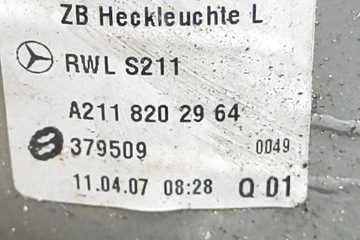 ZB Heckleuchte L
RWL S211
A211 820 29 64
379509 0049
11.04.07 08:28 Q 01